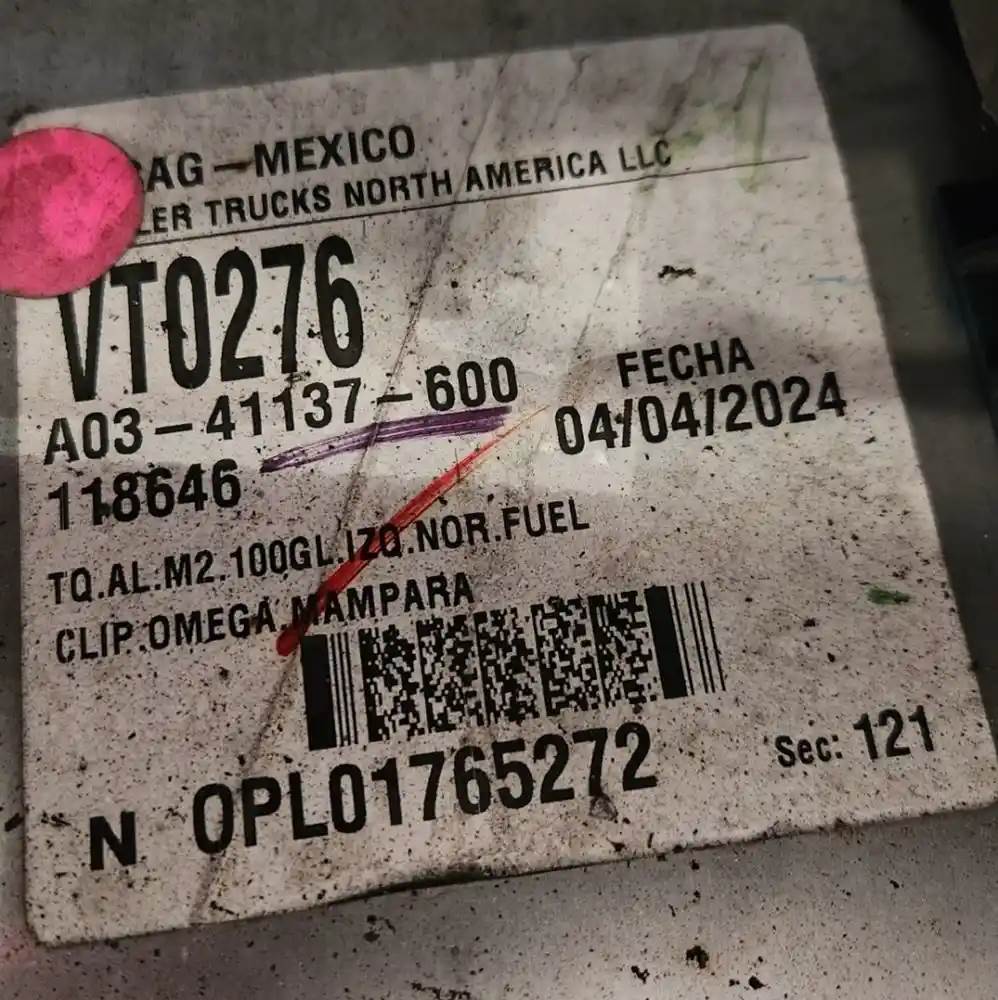 AG-MEXICO
LER TRUCKS NORTH AMERICA LLC
VT0276
A03-41137-600
FECHA
118646
04/04/2024
TQ.AL.M2.100GL.IZQ.NOR.FUEL
CLIP.OMEGA.MAMPARA
N OPL01765272
Sec: 121